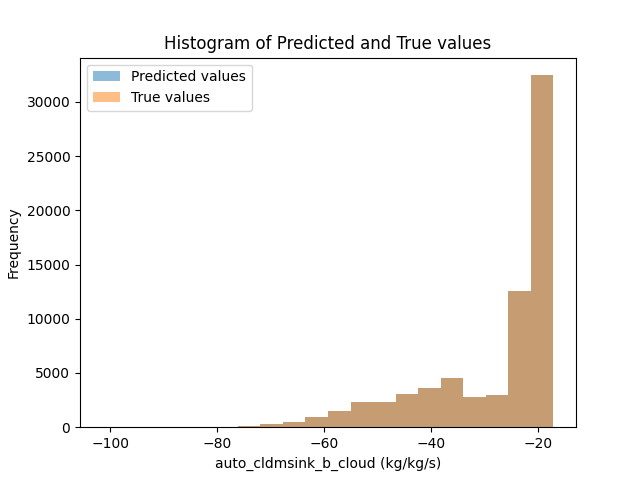 Histogram of Predicted and True values
Predicted values
True values
30000
25000
20000
15000
10000
5000
0
Frequency
−100
−80
−60
−40
−20
auto_cldmsink_b_cloud (kg/kg/s)